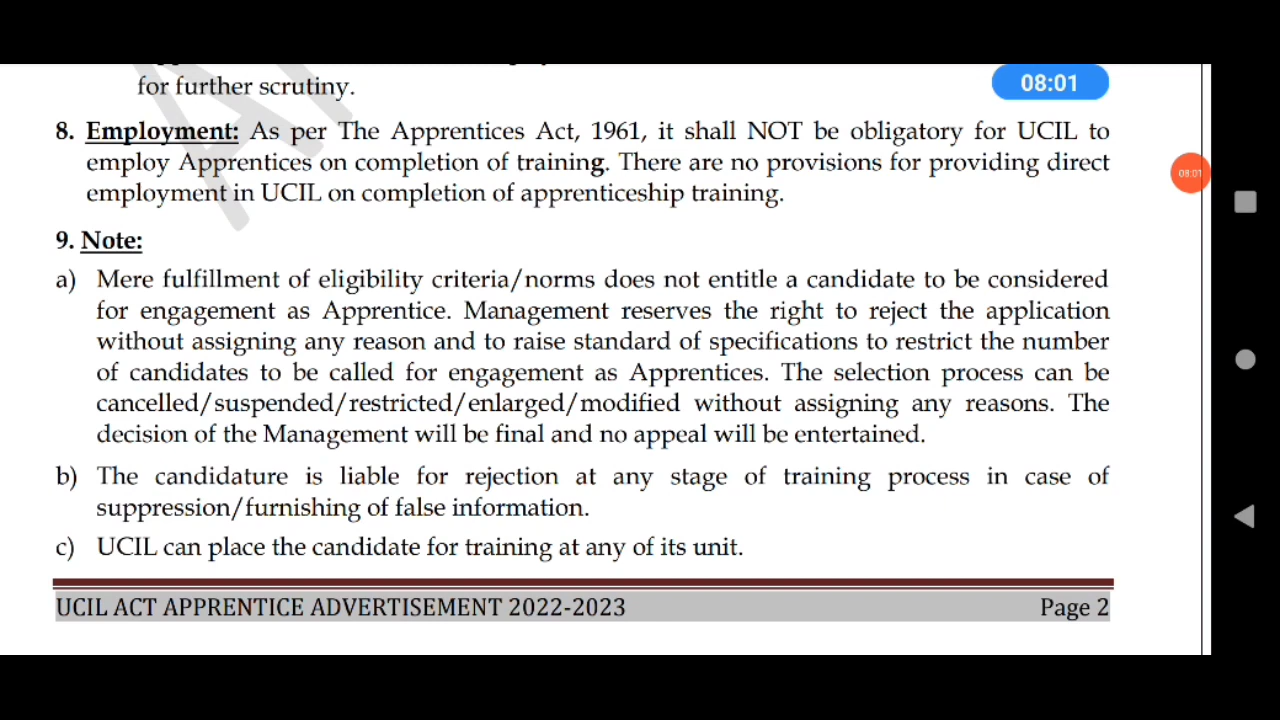 for further scrutiny.
08:01
8. Employment: As per The Apprentices Act, 1961, it shall NOT be obligatory for UCIL to
08:01
employ Apprentices on completion of training. There are no provisions for providing direct
employment in UCIL on completion of apprenticeship training.
9. Note:
a) Mere fulfillment of eligibility criteria/norms does not entitle a candidate to be considered
for engagement as Apprentice. Management reserves the right to reject the application
without assigning any reason and to raise standard of specifications to restrict the number
of candidates to be called for engagement as Apprentices. The selection process can be
cancelled/suspended/restricted/enlarged/modified without assigning any reasons. The
decision of the Management will be final and no appeal will be entertained.
b) The candidature is liable for rejection at any stage of training process in case of
suppression/furnishing of false information.
c) UCIL can place the candidate for training at any of its unit.
UCIL ACT APPRENTICE ADVERTISEMENT 2022-2023 Page 2